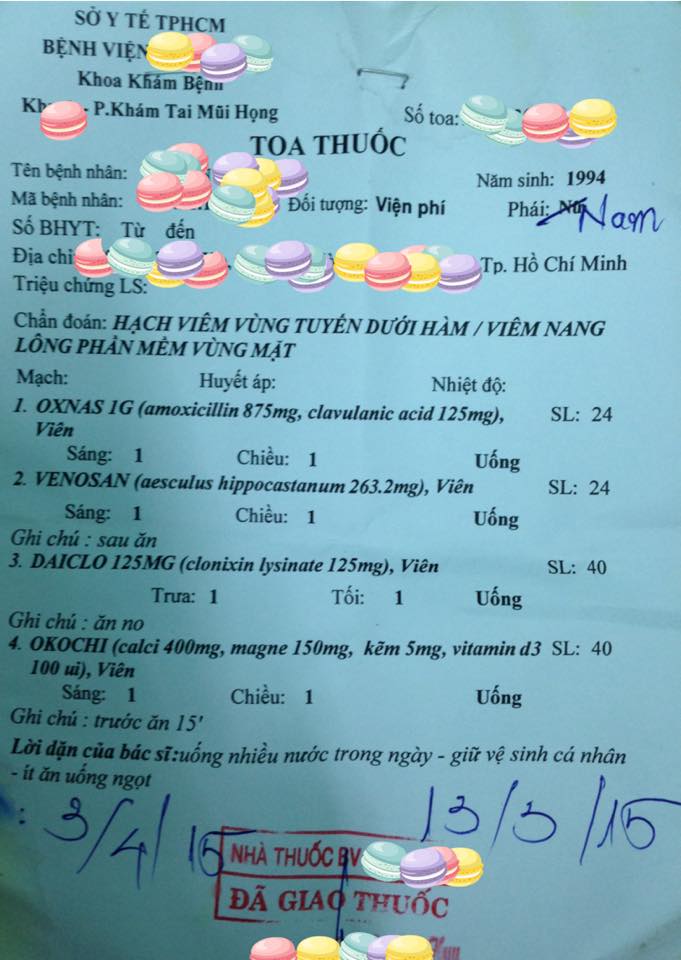 SỞ Y TẾ TPHCM
BỆNH VIỆN
Khoa Khám Bệnh
P.Khám Tai Mũi Họng
Số toa:
TOA THUỐC
Tên bệnh nhân:
Năm sinh: 1994
Mã bệnh nhân: Đối tượng: Viện phí Phái: Nữ Nam
Số BHYT: Từ đến
Địa chỉ Tp. Hồ Chí Minh
Triệu chứng LS:
Chẩn đoán: HẠCH VIÊM VÙNG TUYẾN DƯỚI HÀM / VIÊM NANG
LÔNG PHẦN MỀM VÙNG MẶT
Mạch: Huyết áp: Nhiệt độ:
1. OXNAS 1G (amoxicillin 875mg, clavulanic acid 125mg), SL: 24
Viên
Sáng: 1 Chiều: 1 Uống
2. VENOSAN (aesculus hippocastanum 263.2mg), Viên SL: 24
Sáng: 1 Chiều: 1 Uống
Ghi chú : sau ăn
3. DAICLO 125MG (clonixin lysinate 125mg), Viên SL: 40
Trưa: 1 Tối: 1 Uống
Ghi chú : ăn no
4. OKOCHI (calci 400mg, magne 150mg, kẽm 5mg, vitamin d3 SL: 40
100 ui), Viên
Sáng: 1 Chiều: 1 Uống
Ghi chú : trước ăn 15'
Lời dặn của bác sĩ:uống nhiều nước trong ngày - giữ vệ sinh cá nhân
- ít ăn uống ngọt
: 3/4/15 13/3/15
NHÀ THUỐC BV
ĐÃ GIAO THUỐC